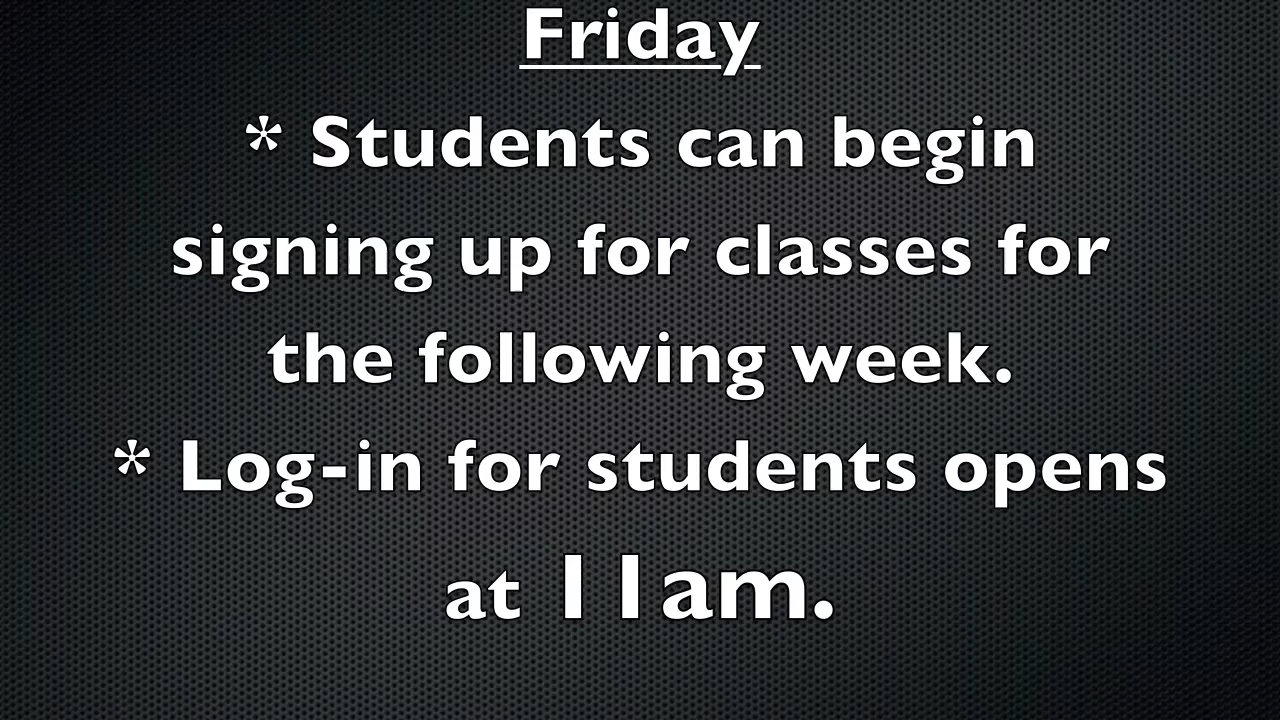 Friday
* Students can begin
signing up for classes for
the following week.
* Log-in for students opens
at 11am.